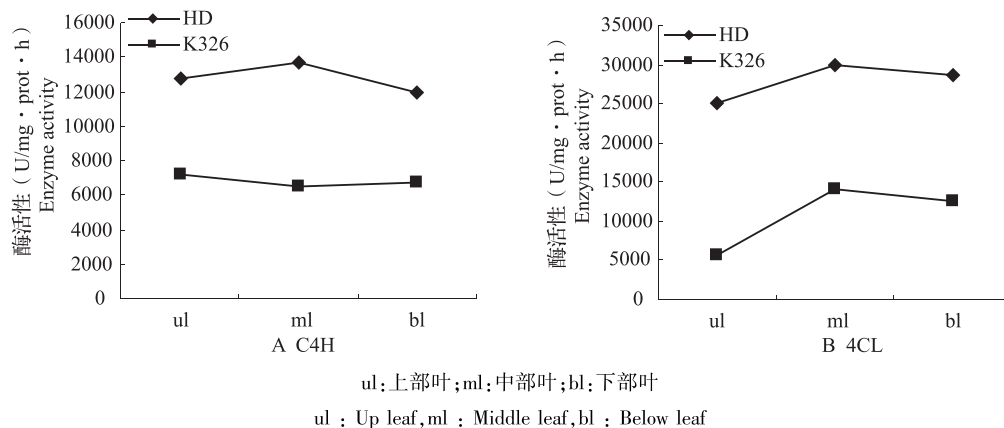 16000
14000
12000
10000
8000
6000
4000
2000
0
酶活性（U/mg·prot·h）
Enzyme activity
HD
K326
ul
ml
bl
A C4H
35000
30000
25000
20000
15000
10000
5000
0
酶活性（U/mg·prot·h）
Enzyme activity
HD
K326
ul
ml
bl
B 4CL
ul:上部叶;ml:中部叶;bl:下部叶
ul : Up leaf,ml : Middle leaf,bl : Below leaf